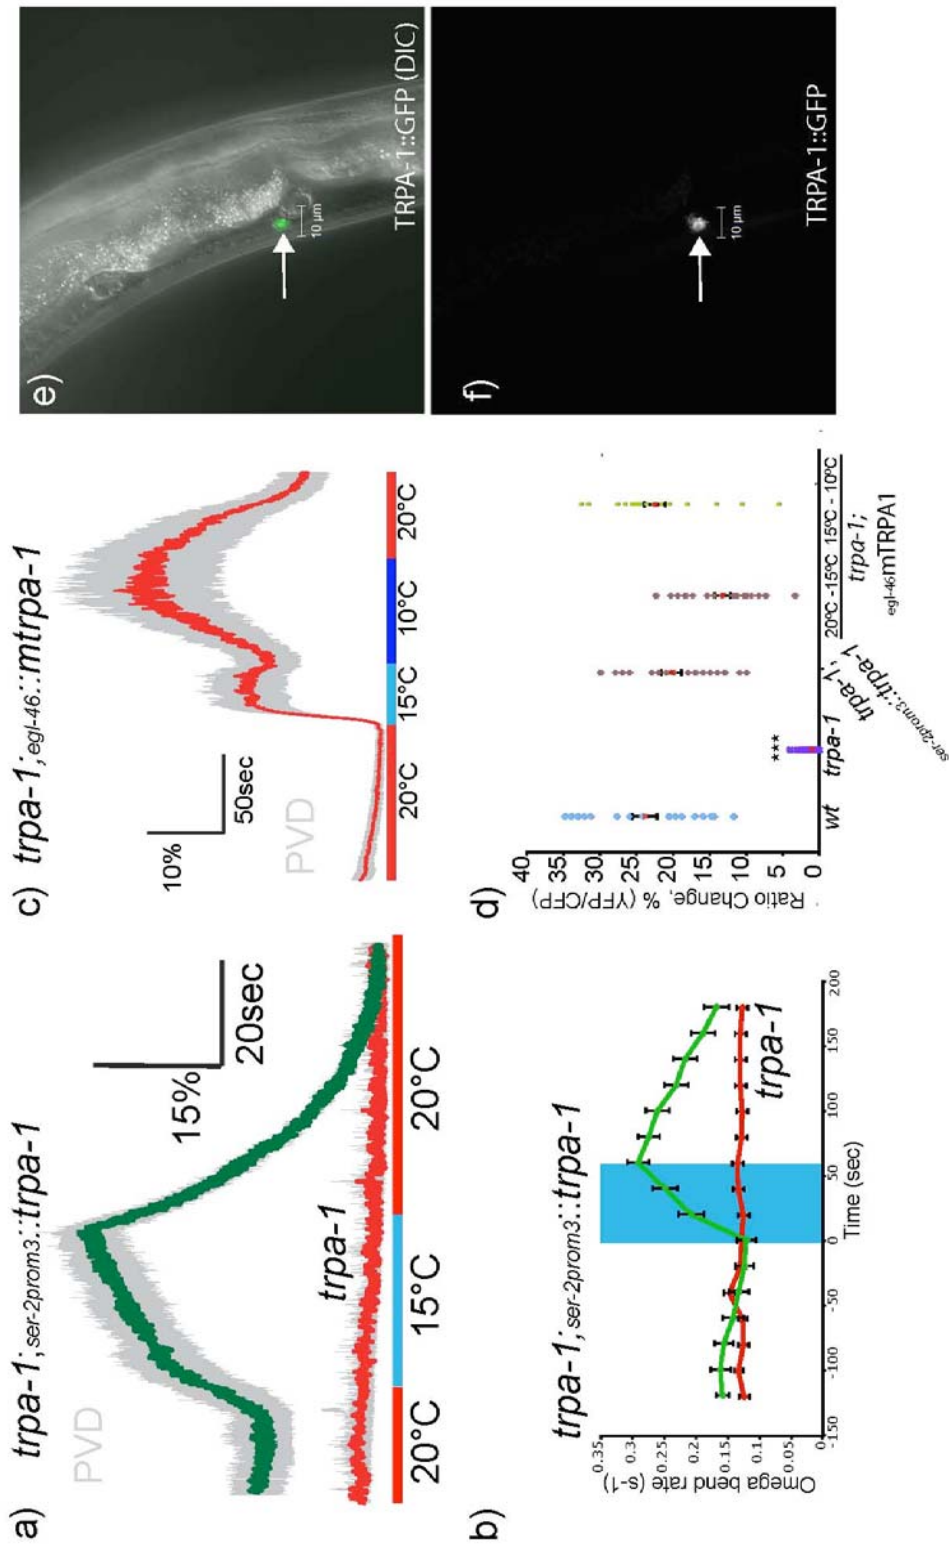 a) trpa-1; ser-2prom3::trpa-1
PVD
15%
20sec
trpa-1
20°C
15°C
20°C
b) trpa-1; ser-2prom3::trpa-1
Omega bend rate (s-1)
0.35
0.3
0.25
0.2
0.15
0.1
0.05
0
-150
-100
-50
0
50
100
150
200
Time (sec)
trpa-1
c) trpa-1;egl-46::mtrpa-1
10%
50sec
PVD
20°C
15°C
10°C
20°C
d)
Ratio Change, % (YFP/CFP)
40
35
30
25
20
15
10
5
0
***
wt
trpa-1
trpa-1;
ser-2prom3::trpa-1
20°C -15°C
15°C - 10°C
trpa-1;
egl-46mTRPA1
e)
10 µm
TRPA-1::GFP (DIC)
f)
10 µm
TRPA-1::GFP